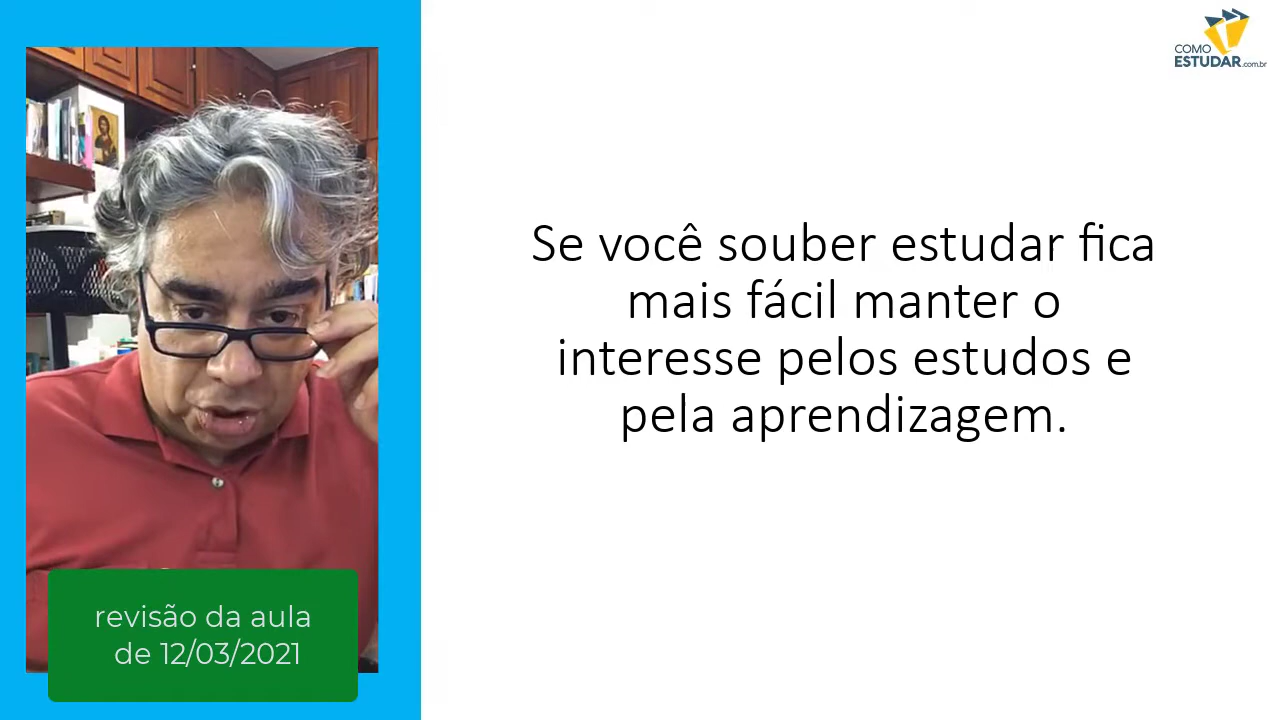 COMO
ESTUDAR.com.br
Se você souber estudar fica
mais fácil manter o
interesse pelos estudos e
pela aprendizagem.
revisão da aula
de 12/03/2021